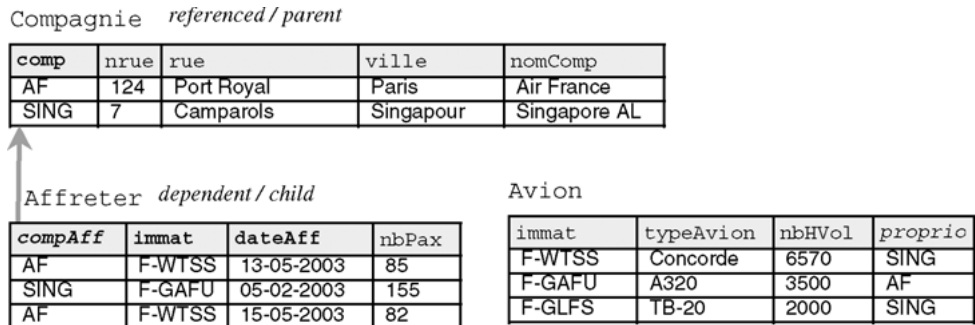 Compagnie referenced / parent
comp nrue rue ville nomComp
AF 124 Port Royal Paris Air France
SING 7 Camparols Singapour Singapore AL
Affreter dependent / child
compAff immat dateAff nbPax
AF F-WTSS 13-05-2003 85
SING F-GAFU 05-02-2003 155
AF F-WTSS 15-05-2003 82
Avion
immat typeAvion nbHVol proprio
F-WTSS Concorde 6570 SING
F-GAFU A320 3500 AF
F-GLFS TB-20 2000 SING